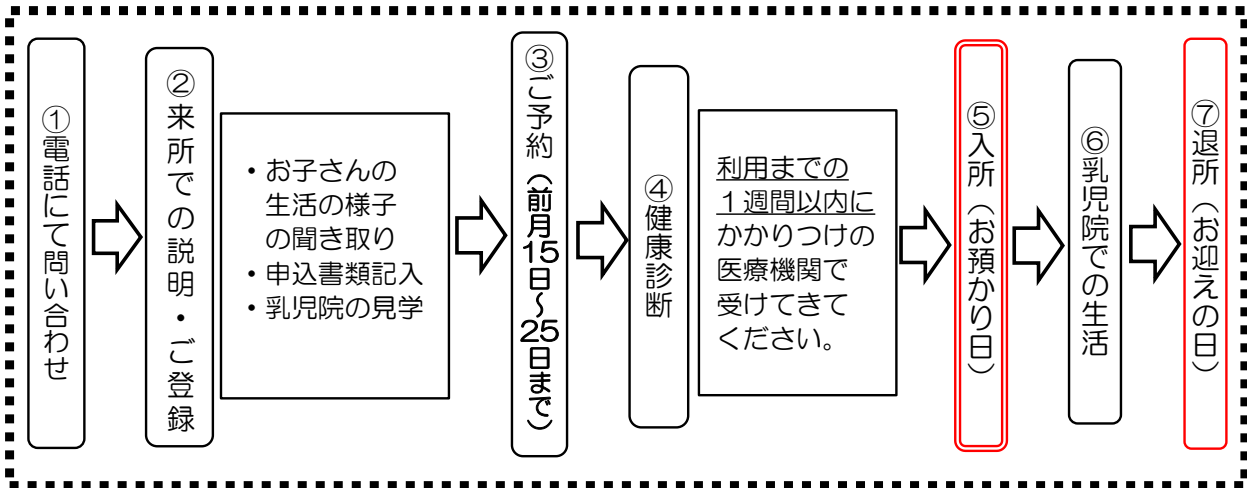 ①電話にて問い合わせ
②来所での説明・ご登録
・お子さんの
生活の様子
の聞き取り
・申込書類記入
・乳児院の見学
③ご予約（前月15日～25日まで）
④健康診断
利用までの
１週間以内に
かかりつけの
医療機関で
受けてきて
ください。
⑤入所（お預かり日）
⑥乳児院での生活
⑦退所（お迎えの日）